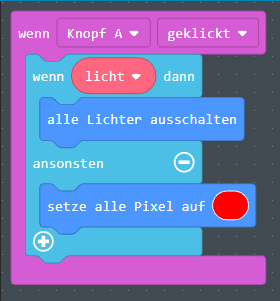 wenn Knopf A geklickt
wenn licht dann
alle Lichter ausschalten
ansonsten
setze alle Pixel auf